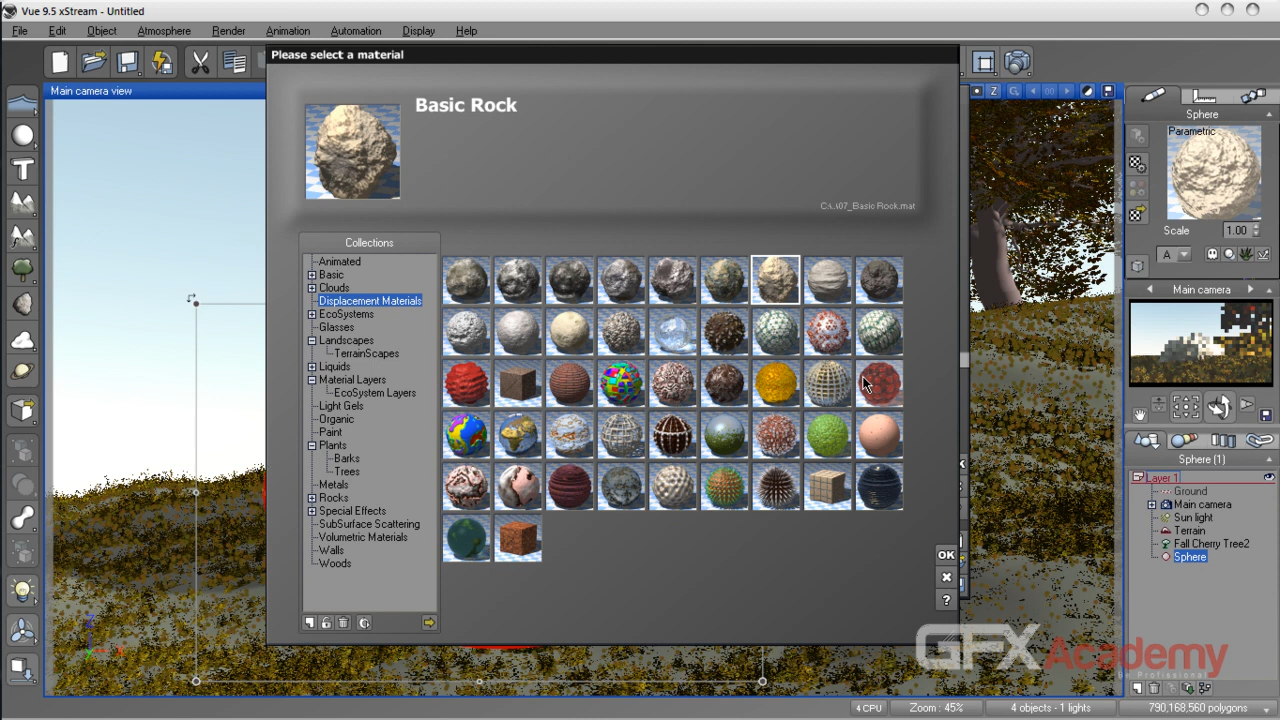 Vue 9.5 xStream - Untitled
File Edit Object Atmosphere Render Animation Automation Display Help
Please select a material
Main camera view
Z
Basic Rock
C:\..\07_Basic Rock.mat
Sphere
Parametric
Scale 1.00
A
Collections
Animated
Basic
Clouds
Displacement Materials
EcoSystems
Glasses
Landscapes
TerrainScapes
Liquids
Material Layers
EcoSystem Layers
Light Gels
Organic
Paint
Plants
Barks
Trees
Metals
Rocks
Special Effects
SubSurface Scattering
Volumetric Materials
Walls
Woods
OK
?
Main camera
Sphere (1)
Layer 1
Ground
Main camera
Sun light
Terrain
Fall Cherry Tree2
Sphere
Z
X
Y
GFXAcademy
Be Professional
4 CPU
Zoom : 45%
4 objects - 1 lights
790,168,560 polygons